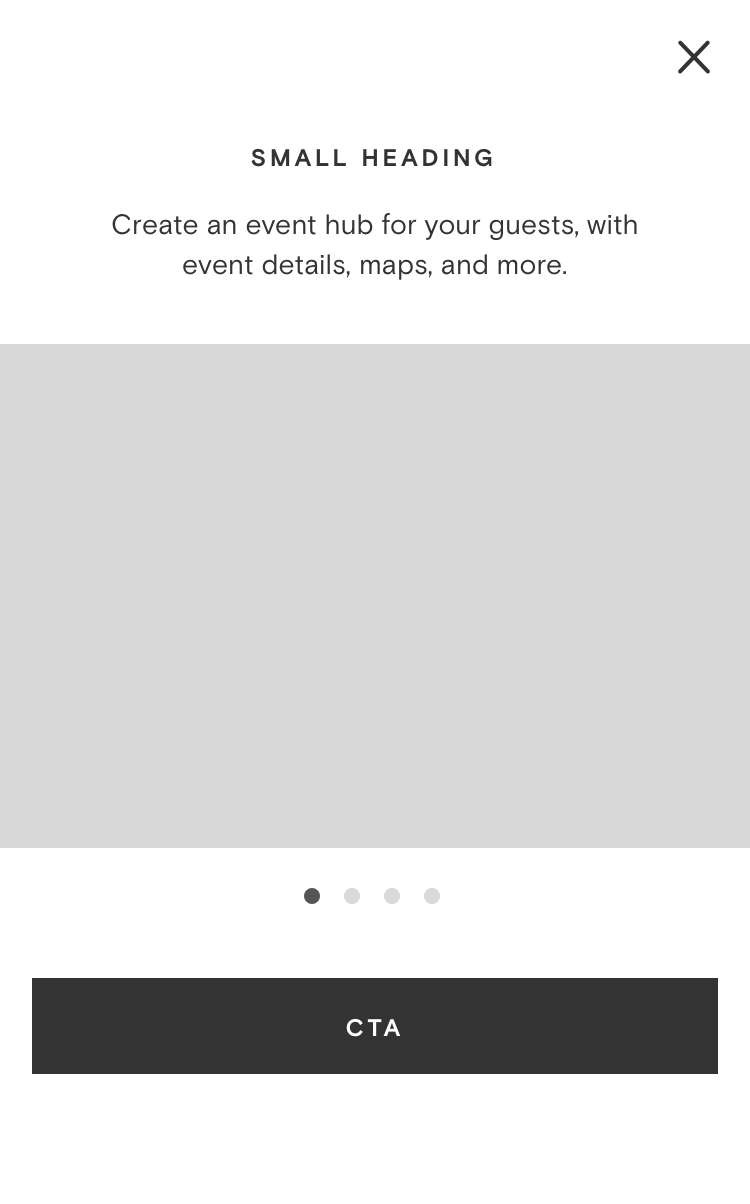 SMALL HEADING
Create an event hub for your guests, with
event details, maps, and more.
CTA